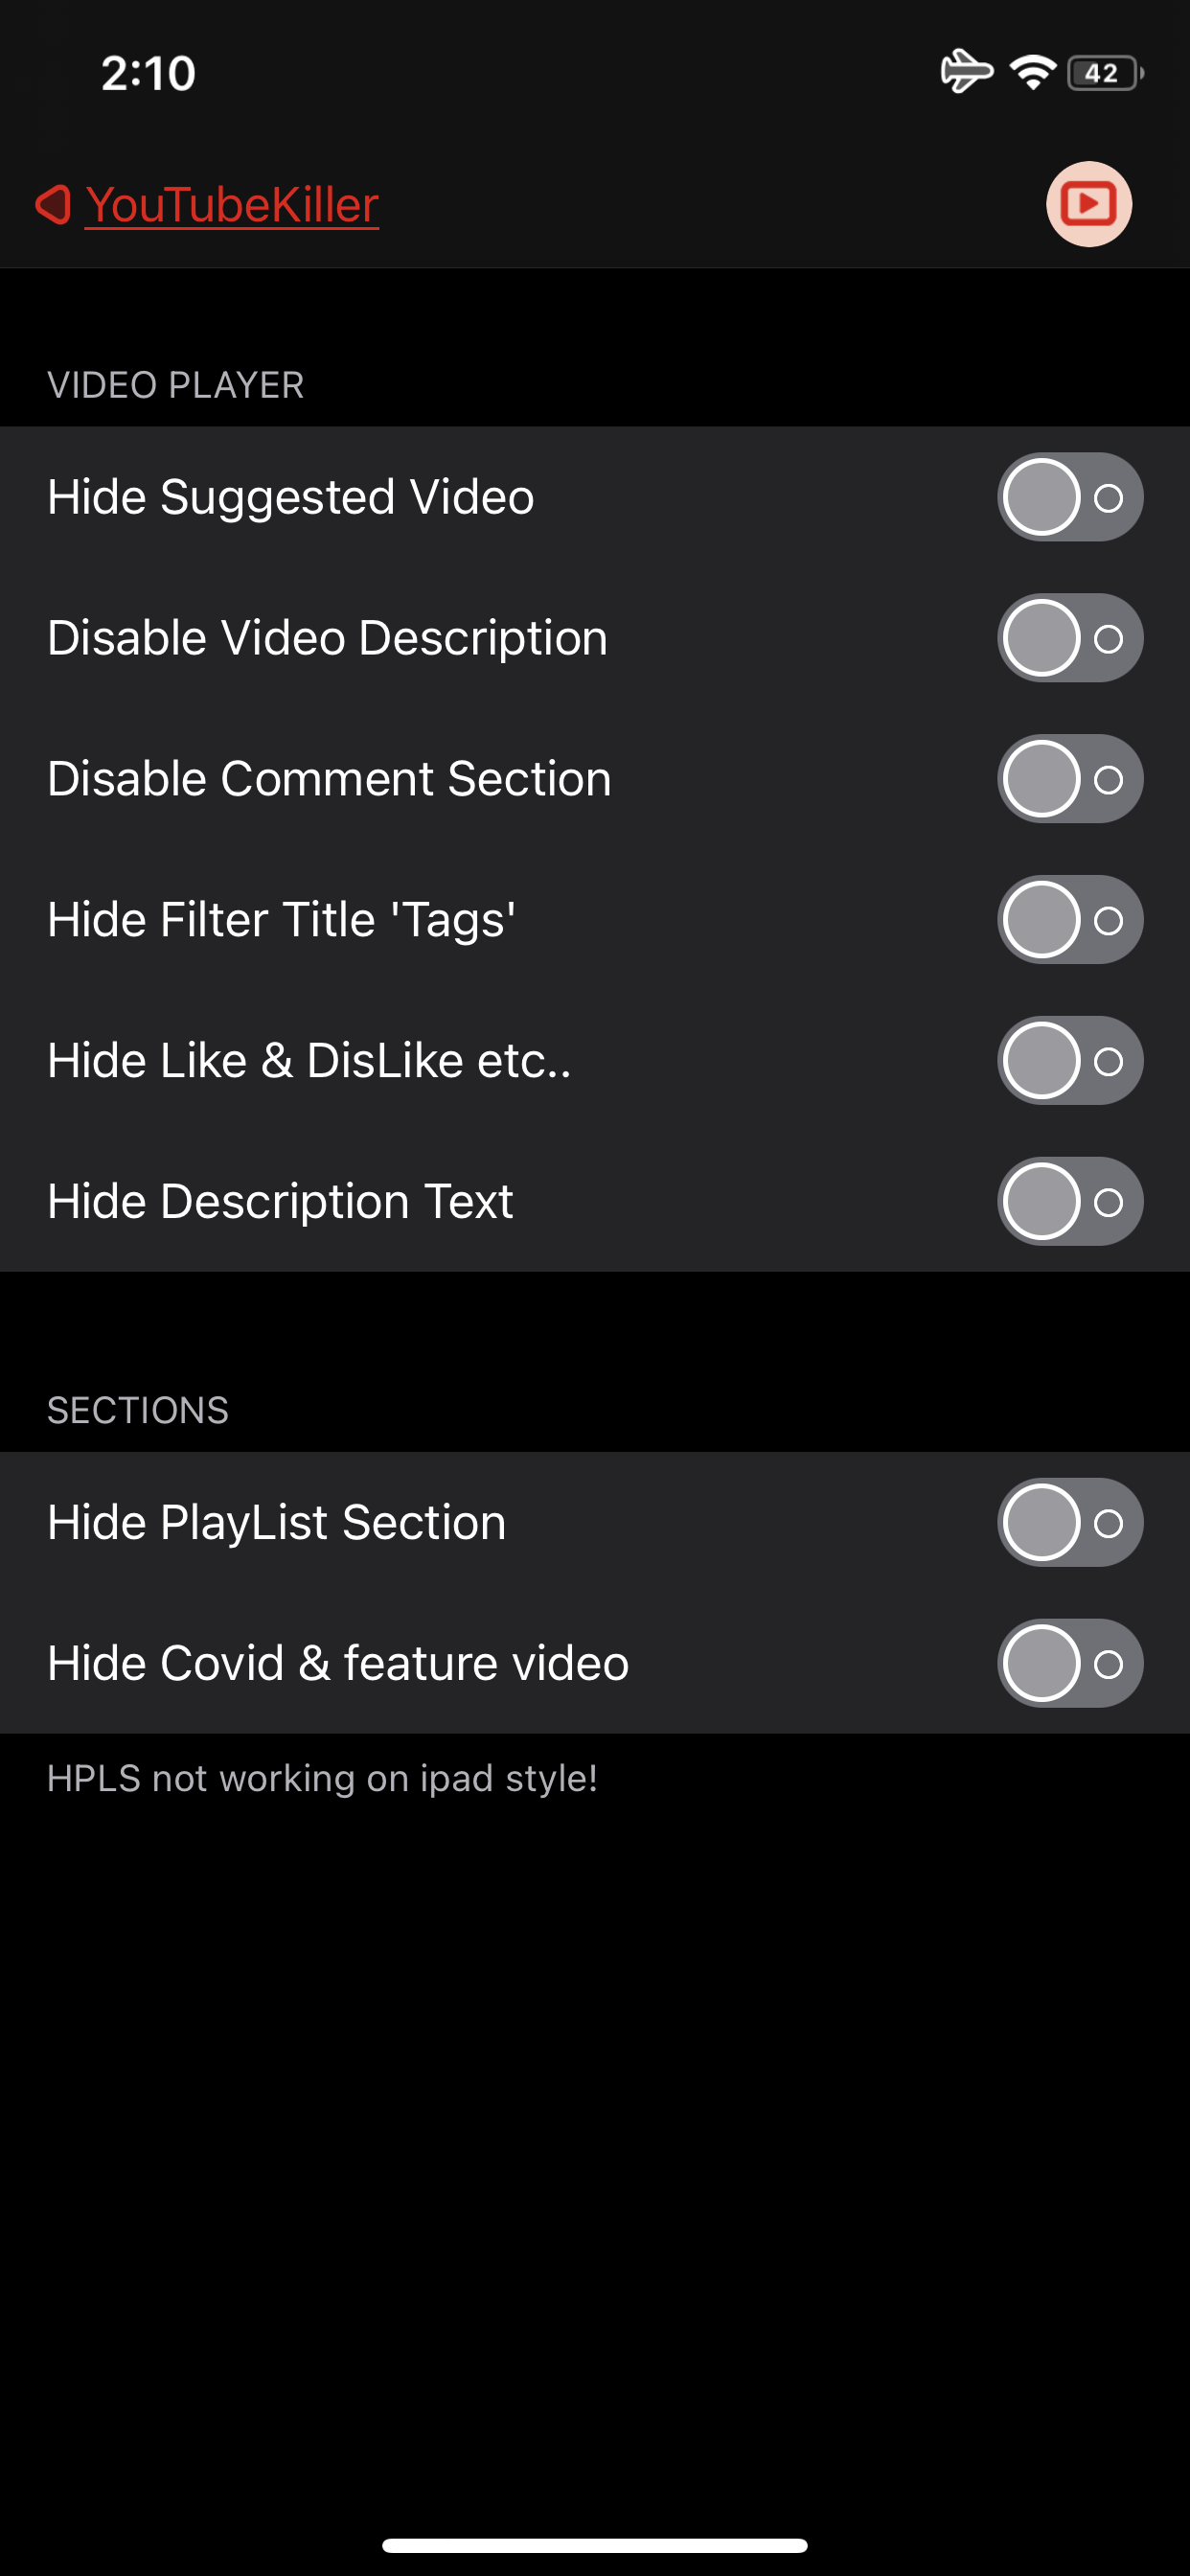 2:10
42
YouTubeKiller
VIDEO PLAYER
Hide Suggested Video
Disable Video Description
Disable Comment Section
Hide Filter Title 'Tags'
Hide Like & DisLike etc..
Hide Description Text
SECTIONS
Hide PlayList Section
Hide Covid & feature video
HPLS not working on ipad style!